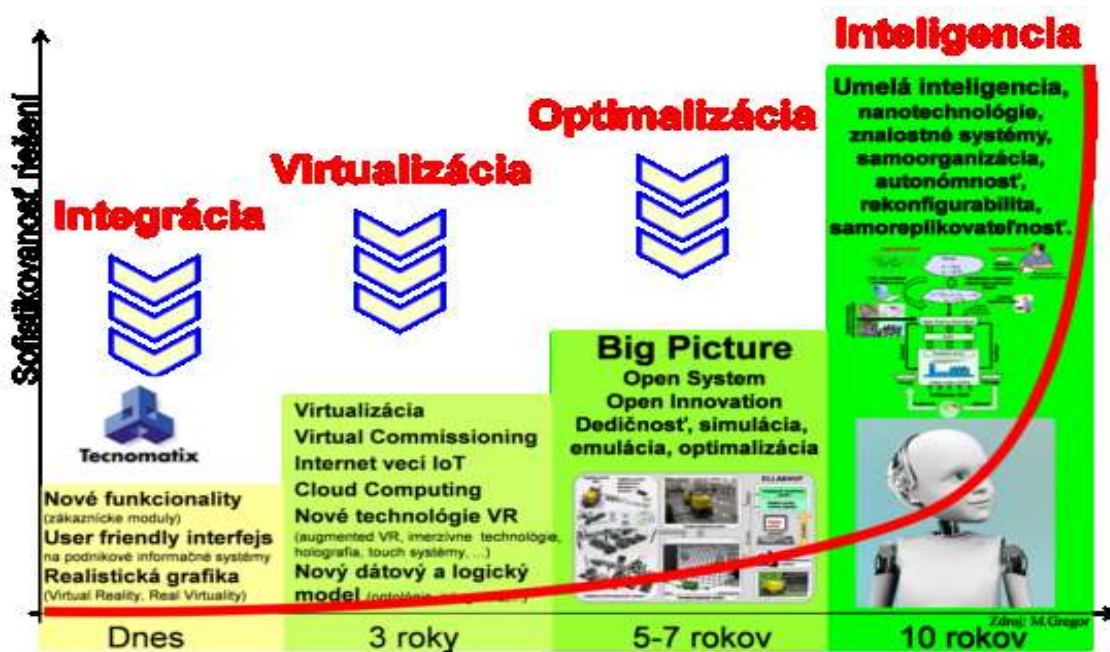 Sofistikovanosť riešení
Integrácia
Tecnomatix
Nové funkcionality
(zákaznícke moduly)
User friendly interfejs
na podnikové informačné systémy
Realistická grafika
(Virtual Reality, Real Virtuality)
Dnes
Virtualizácia
Virtualizácia
Virtual Commissioning
Internet vecí IoT
Cloud Computing
Nové technológie VR
(augmented VR, imerzívne technológie,
holografia, touch systémy, ...)
Nový dátový a logický
model
3 roky
Optimalizácia
Big Picture
Open System
Open Innovation
Dedičnosť, simulácia,
emulácia, optimalizácia
5-7 rokov
Inteligencia
Umelá inteligencia,
nanotechnológie,
znalostné systémy,
samoorganizácia,
autonómnosť,
rekonfigurabilita,
samoreplikovateľnosť.
Zdroj: M.Gregor
10 rokov